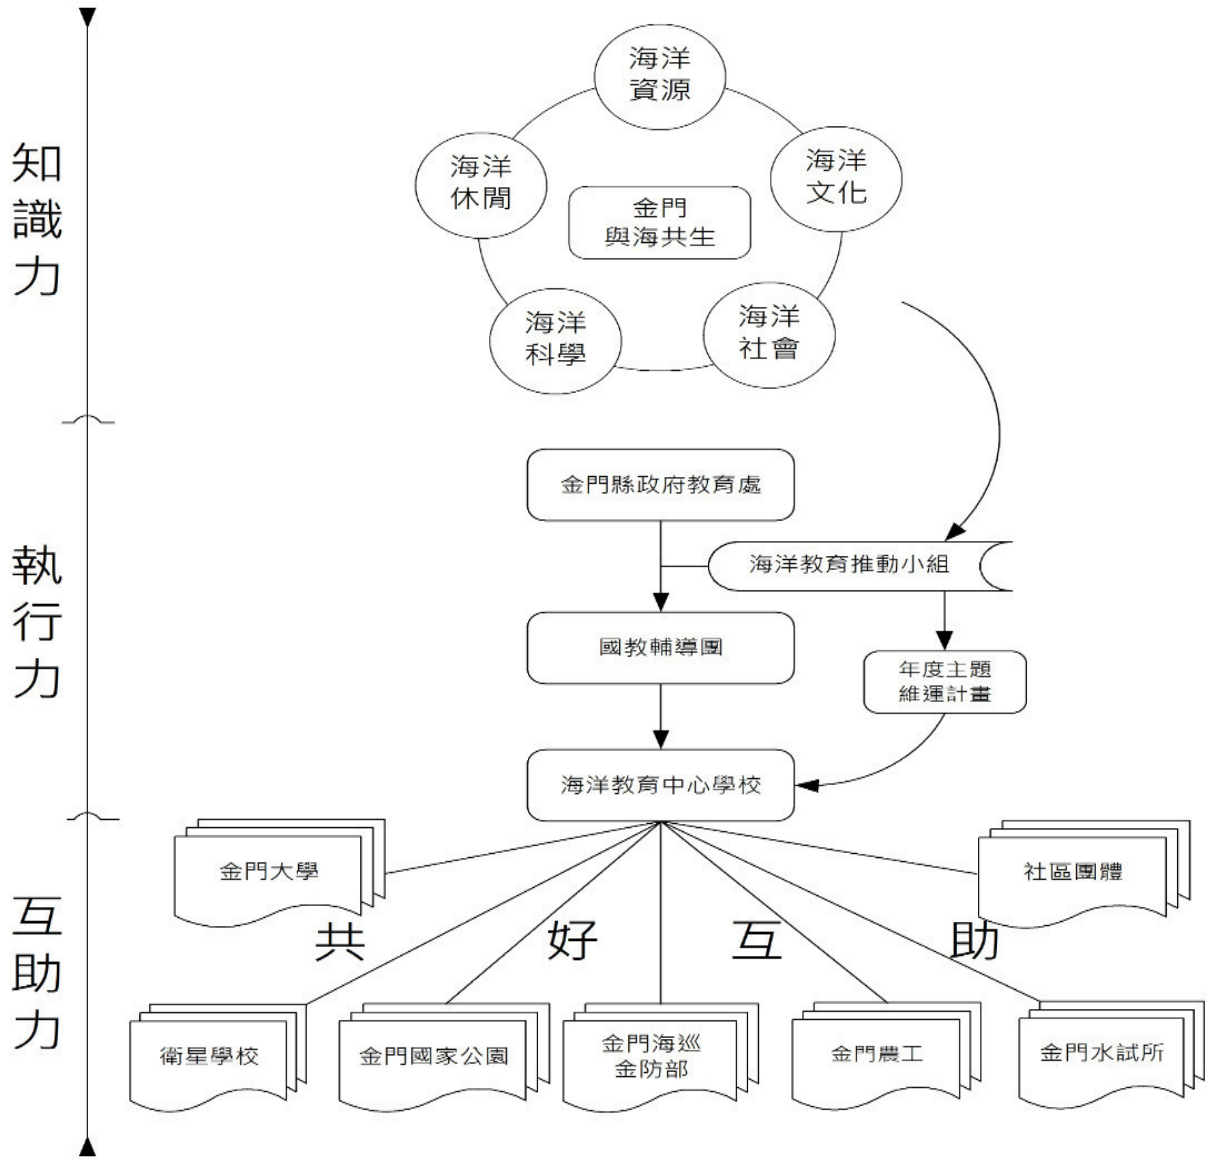 知識力
海洋
資源
海洋
休閒
海洋
文化
金門
與海共生
海洋
科學
海洋
社會
執行力
金門縣政府教育處
海洋教育推動小組
國教輔導團
年度主題
維運計畫
海洋教育中心學校
互助力
金門大學
社區團體
共好互助
衛星學校
金門國家公園
金門海巡
金防部
金門農工
金門水試所